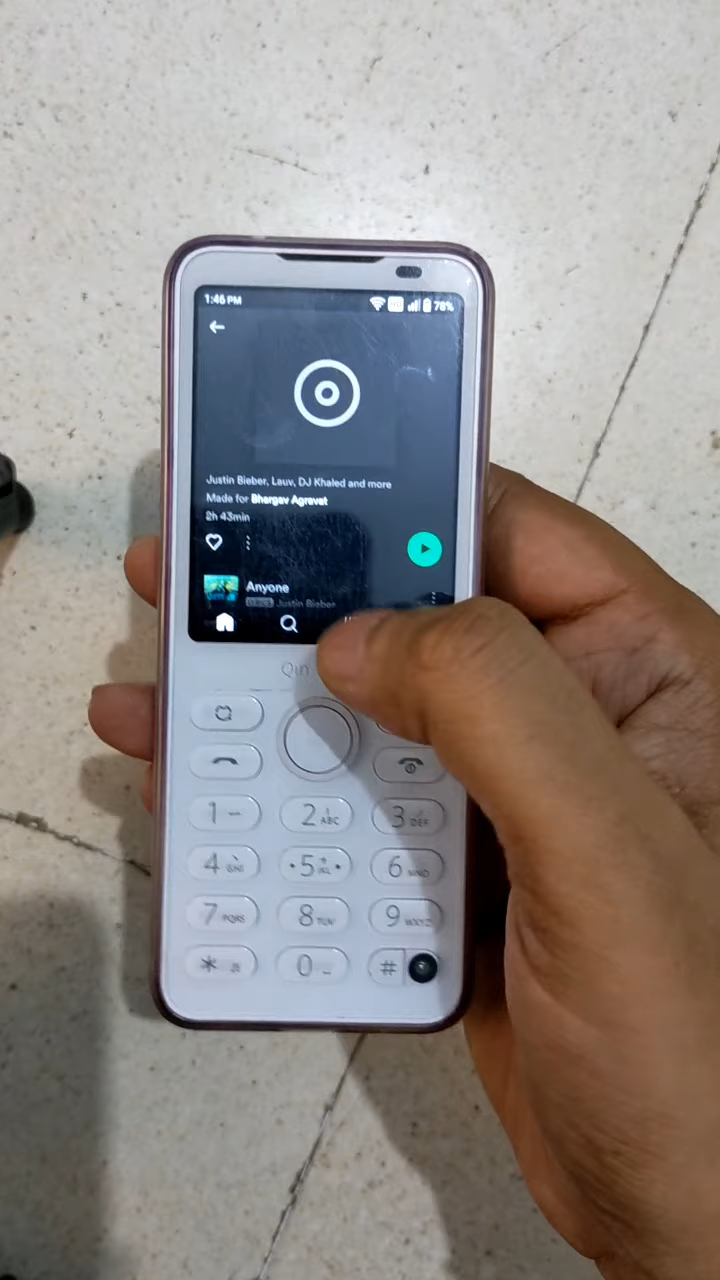 1:46 PM
78%
Justin Bieber, Lauv, DJ Khaled and more
Made for Bhargav Agravat
2h 43min
Anyone
LYRICS Justin Bieber
Qin
1
2 ABC
3 DEF
4 GHI
5 JKL
6 MNO
7 PQRS
8 TUV
9 WXYZ
*
0
#